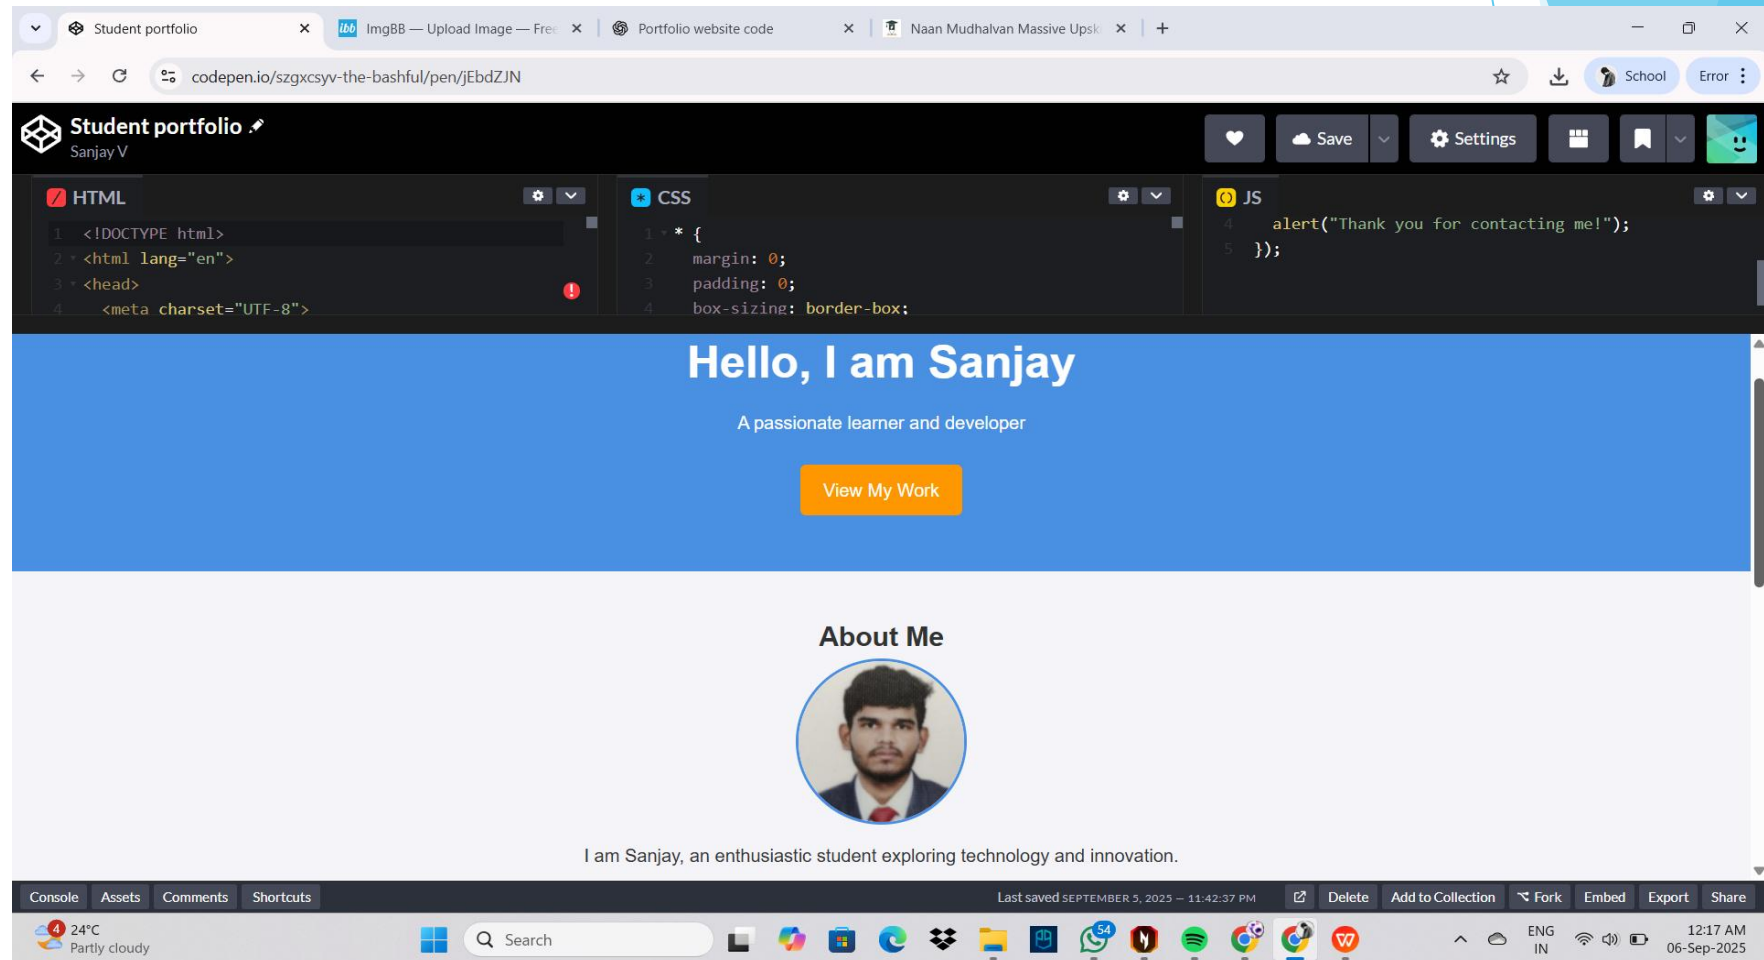 Student portfolio
ibb ImgBB — Upload Image — Free
Portfolio website code
Naan Mudhalvan Massive Upsk
codepen.io/szgxcsyv-the-bashful/pen/jEbdZJN
School
Error
Student portfolio
Sanjay V
Save
Settings
HTML
1 <!DOCTYPE html>
2 <html lang="en">
3 <head>
4 <meta charset="UTF-8">
CSS
1 * {
2 margin: 0;
3 padding: 0;
4 box-sizing: border-box;
JS
4 alert("Thank you for contacting me!");
5 });
Hello, I am Sanjay
A passionate learner and developer
View My Work
About Me
I am Sanjay, an enthusiastic student exploring technology and innovation.
Console Assets Comments Shortcuts
Last saved SEPTEMBER 5, 2025 — 11:42:37 PM
Delete Add to Collection Fork Embed Export Share
4
24°C
Partly cloudy
Search
54
ENG
IN
12:17 AM
06-Sep-2025